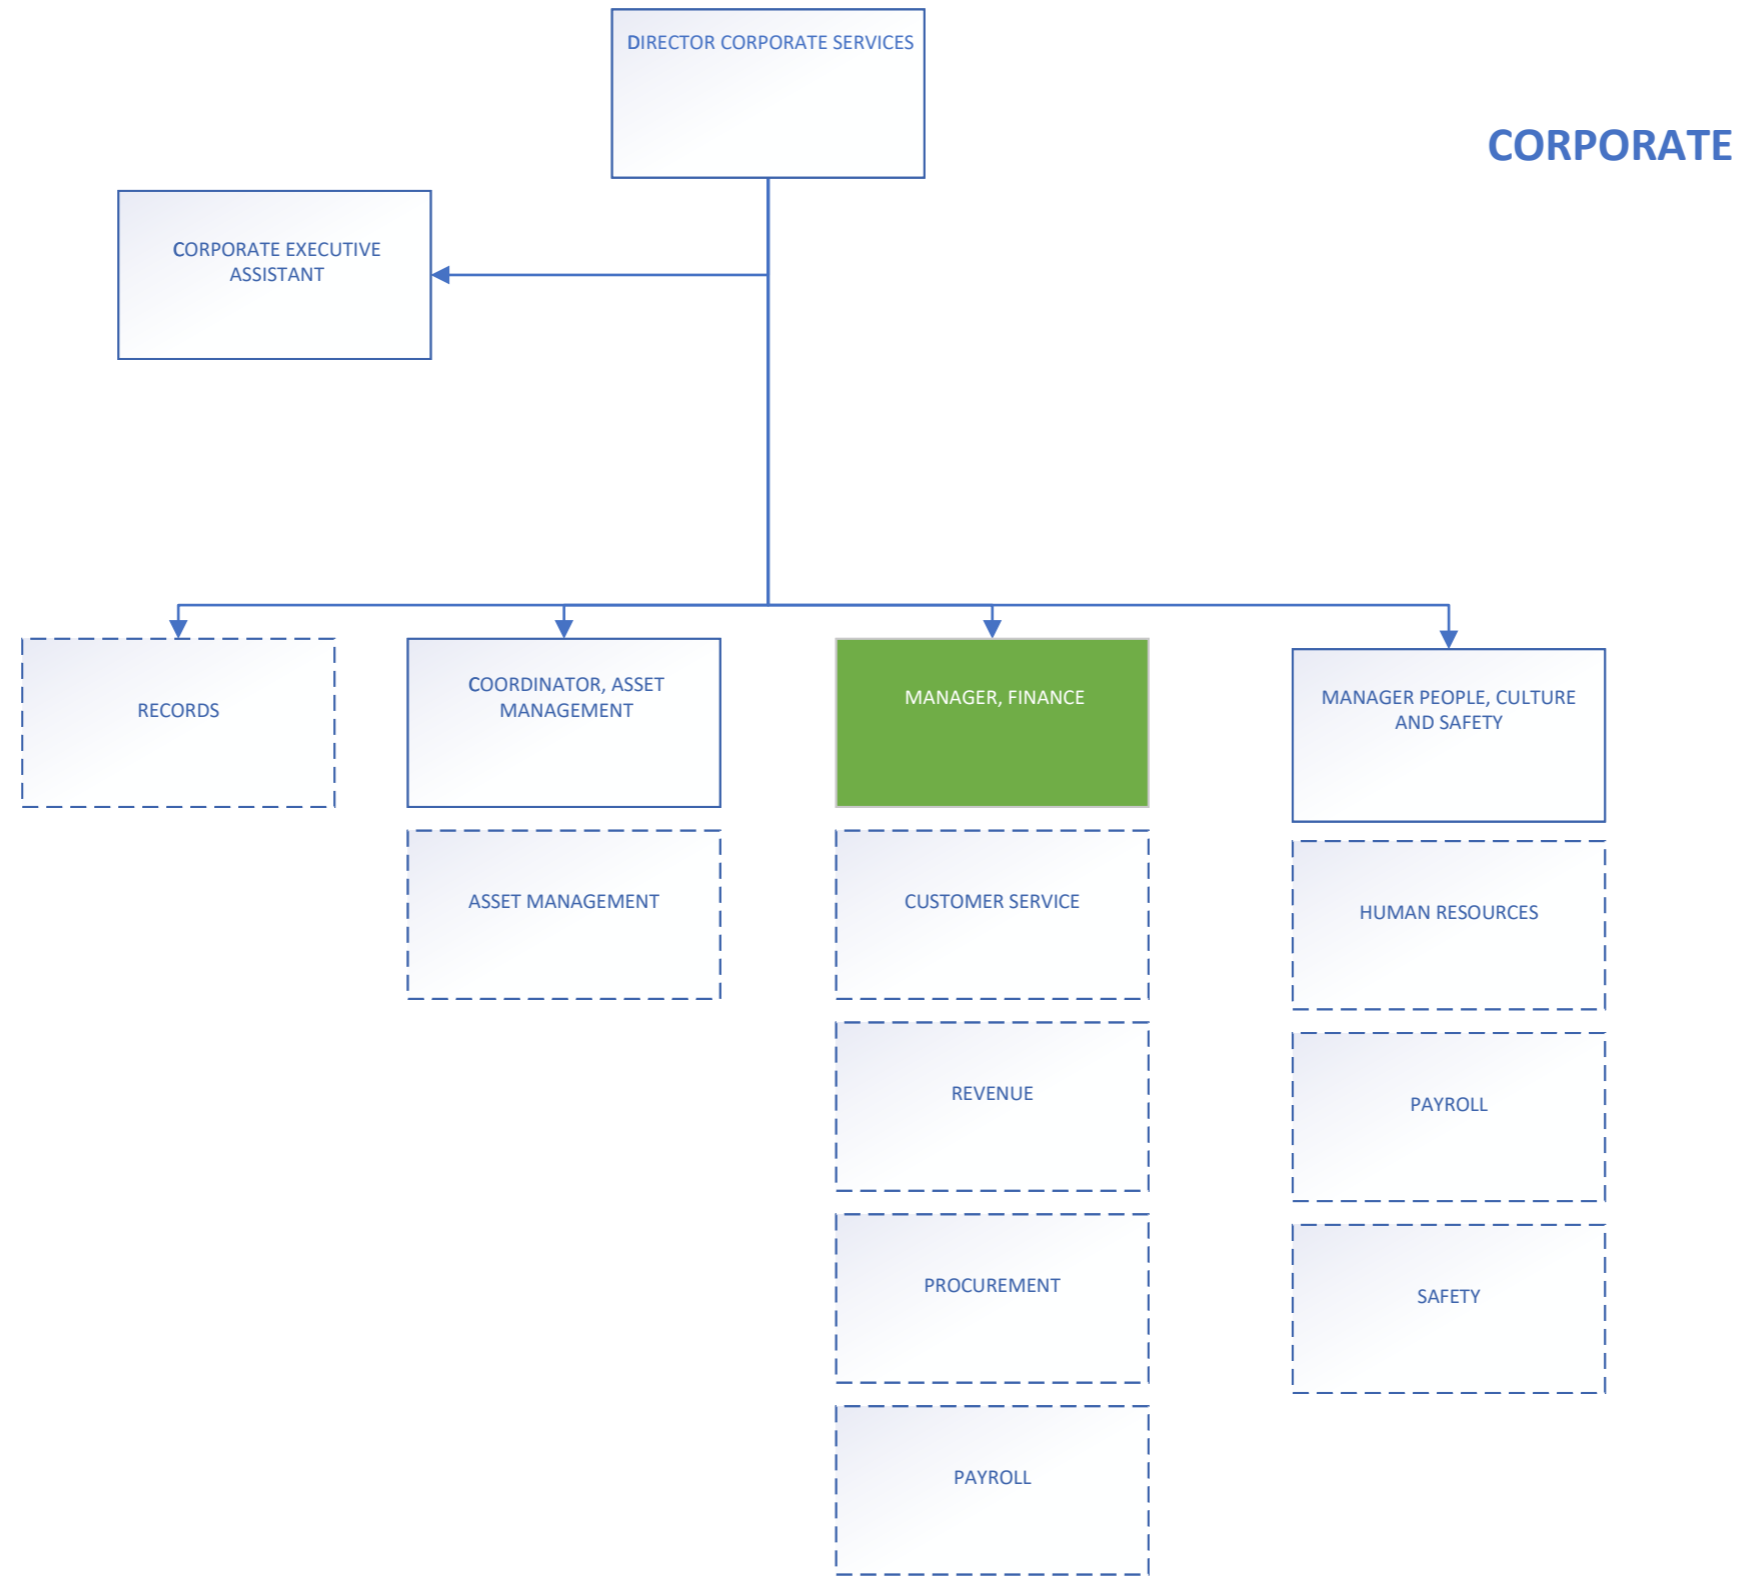 DIRECTOR CORPORATE SERVICES
CORPORATE
CORPORATE EXECUTIVE
ASSISTANT
RECORDS
COORDINATOR, ASSET
MANAGEMENT
MANAGER, FINANCE
MANAGER PEOPLE, CULTURE
AND SAFETY
ASSET MANAGEMENT
CUSTOMER SERVICE
HUMAN RESOURCES
REVENUE
PAYROLL
PROCUREMENT
SAFETY
PAYROLL